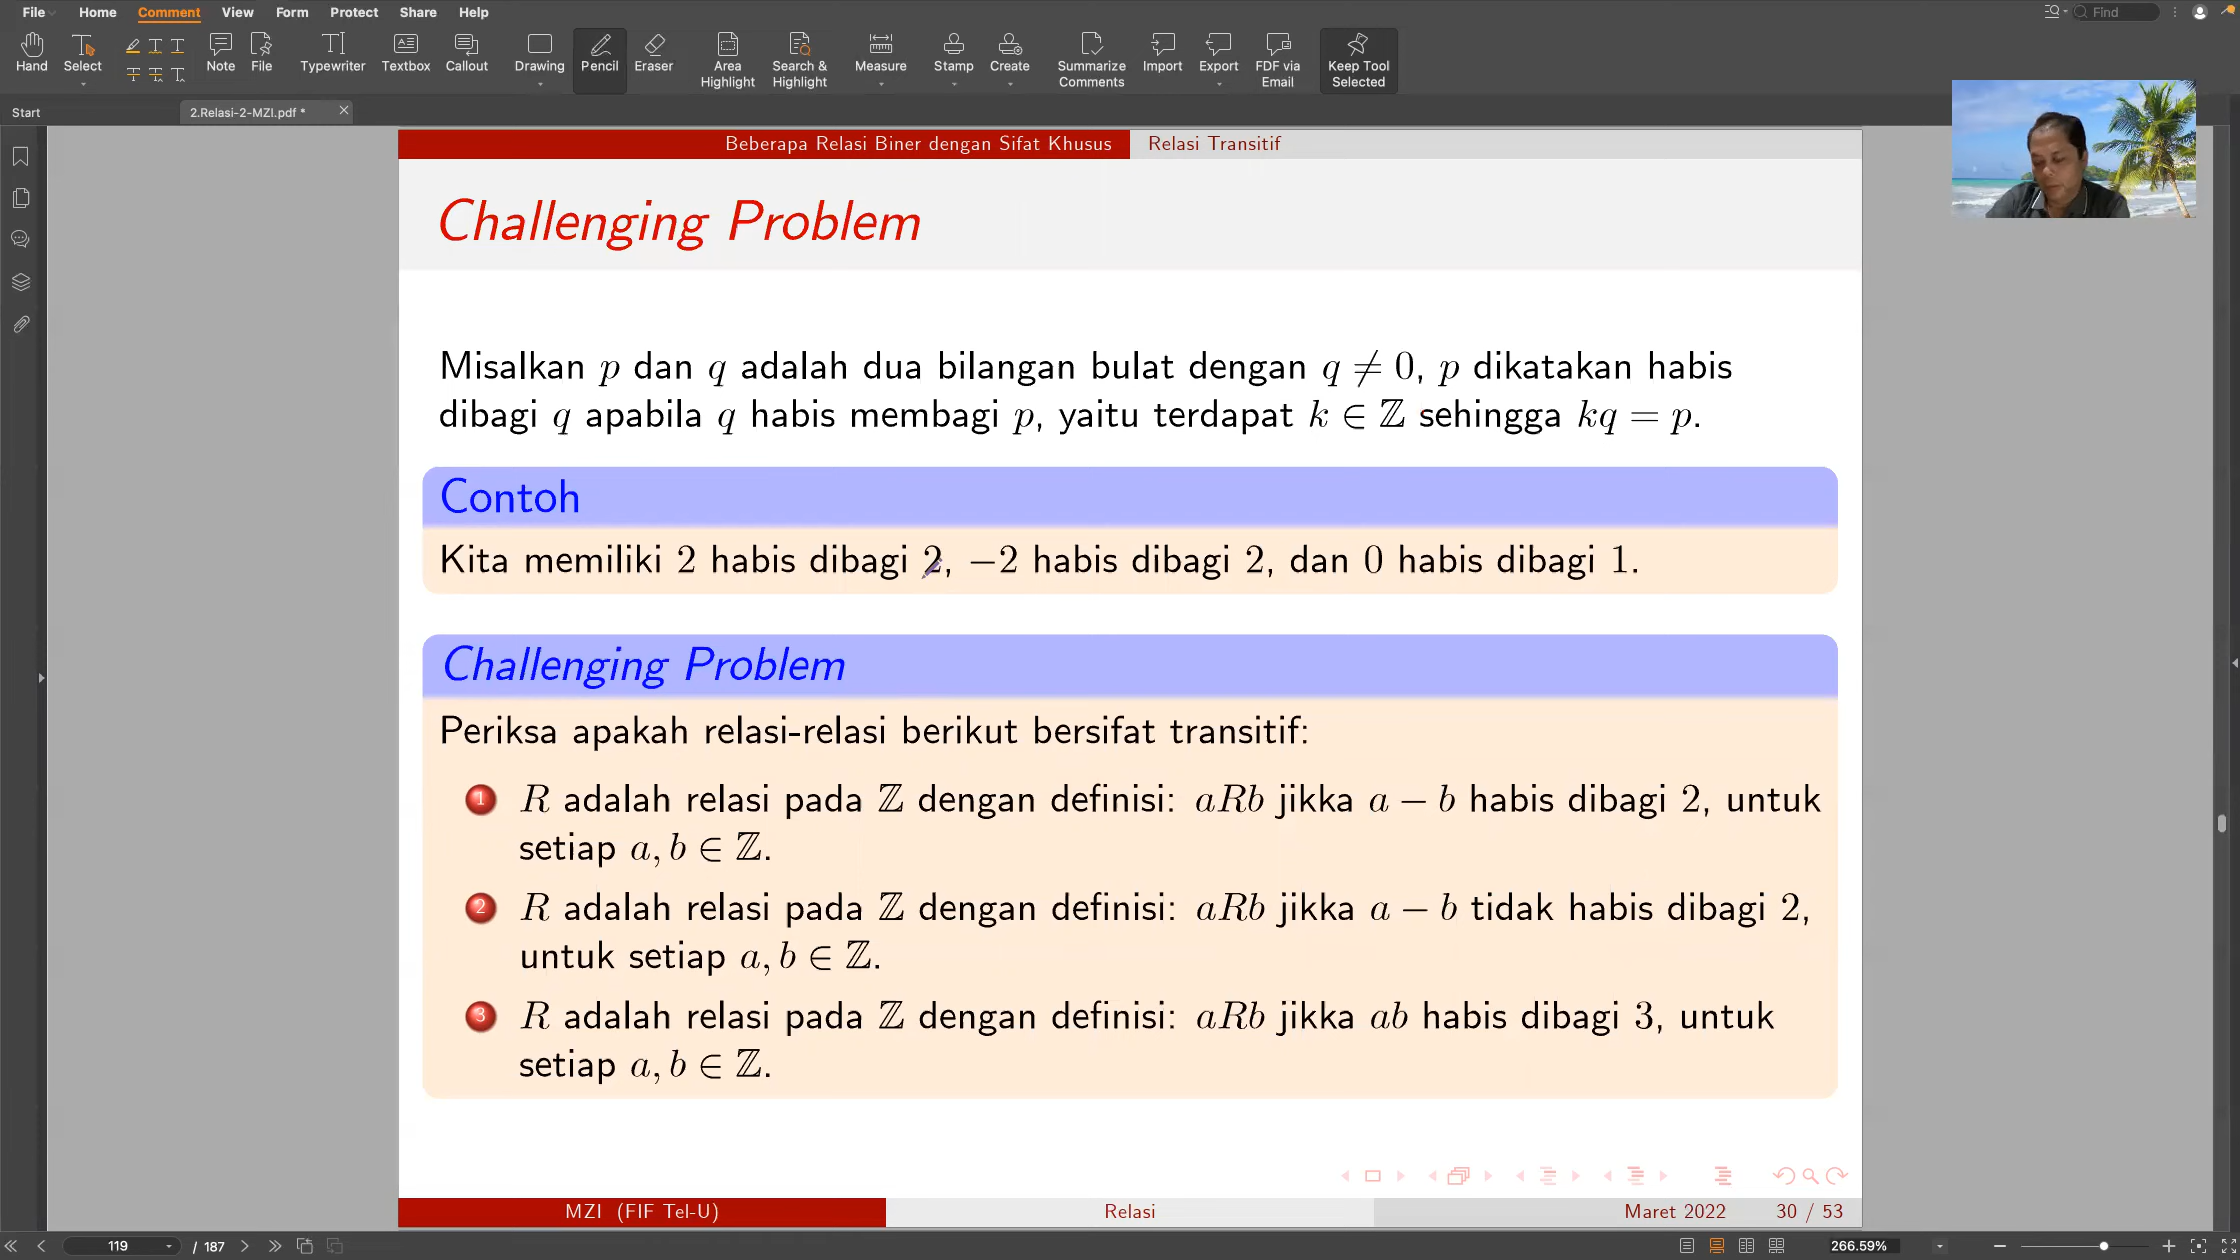 File Home Comment View Form Protect Share Help Find
Hand Select Note File Typewriter Textbox Callout Drawing Pencil Eraser Area Highlight Search & Highlight Measure Stamp Create Summarize Comments Import Export FDF via Email Keep Tool Selected
Start 2.Relasi-2-MZI.pdf *
Beberapa Relasi Biner dengan Sifat Khusus Relasi Transitif
Challenging Problem
Misalkan p dan q adalah dua bilangan bulat dengan q ≠ 0, p dikatakan habis
dibagi q apabila q habis membagi p, yaitu terdapat k ∈ ℤ sehingga kq = p.
Contoh
Kita memiliki 2 habis dibagi 2, −2 habis dibagi 2, dan 0 habis dibagi 1.
Challenging Problem
Periksa apakah relasi-relasi berikut bersifat transitif:
1 R adalah relasi pada ℤ dengan definisi: aRb jikka a − b habis dibagi 2, untuk
setiap a, b ∈ ℤ.
2 R adalah relasi pada ℤ dengan definisi: aRb jikka a − b tidak habis dibagi 2,
untuk setiap a, b ∈ ℤ.
3 R adalah relasi pada ℤ dengan definisi: aRb jikka ab habis dibagi 3, untuk
setiap a, b ∈ ℤ.
MZI (FIF Tel-U) Relasi Maret 2022 30 / 53
119 / 187 266.59%